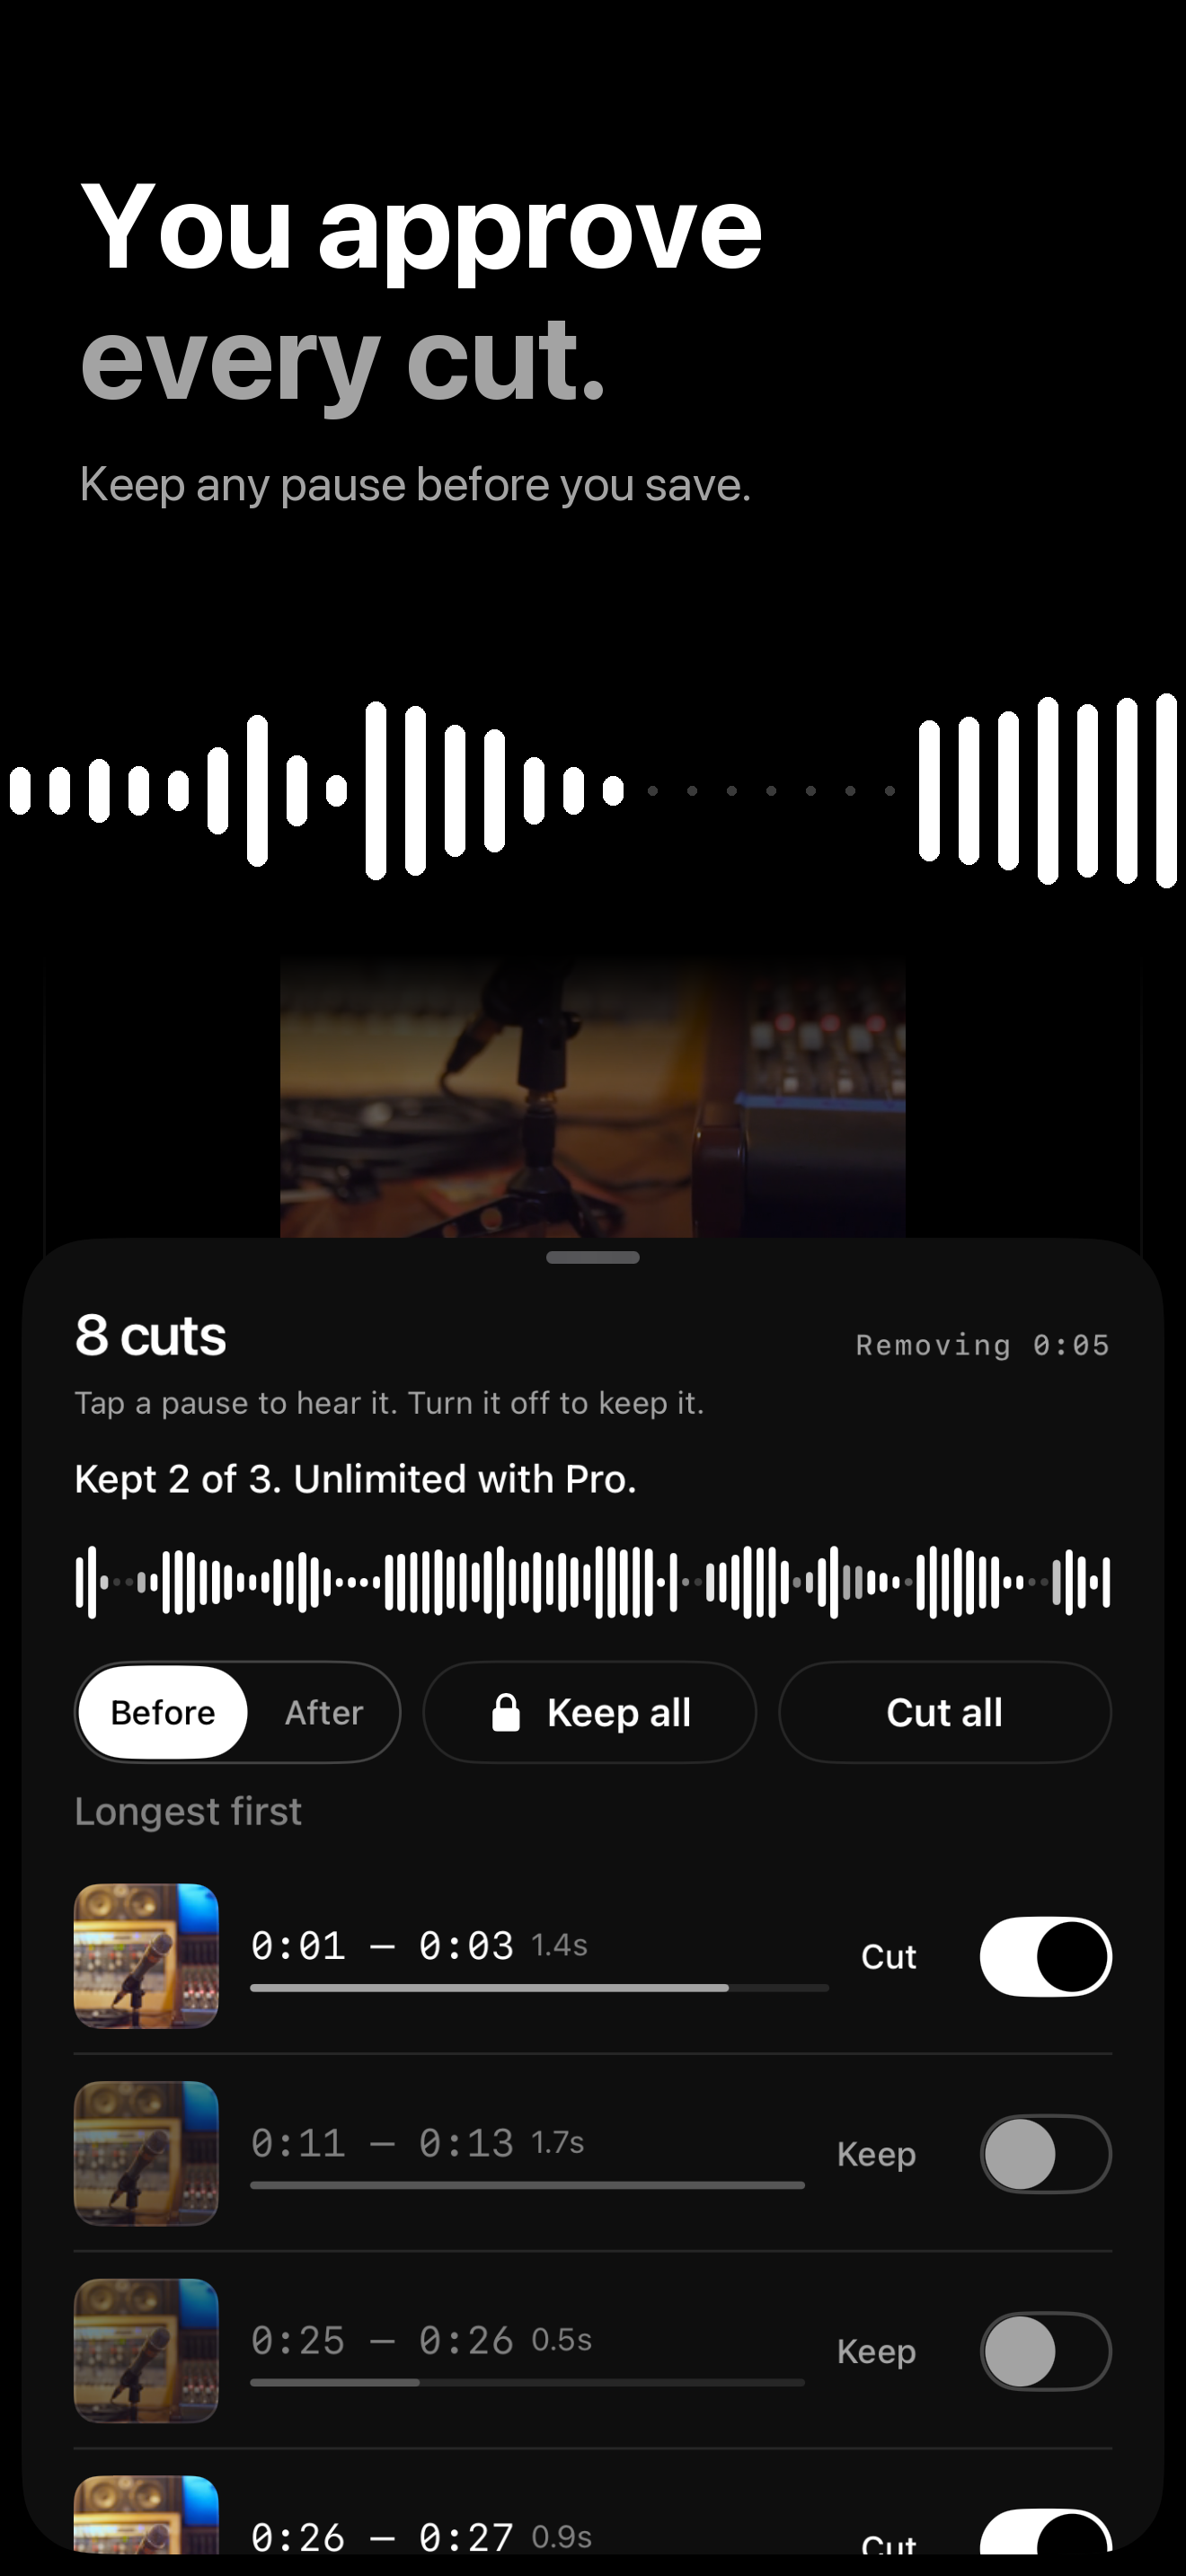 You approve
every cut.
Keep any pause before you save.
8 cuts
Removing 0:05
Tap a pause to hear it. Turn it off to keep it.
Kept 2 of 3. Unlimited with Pro.
Before
After
Keep all
Cut all
Longest first
0:01 – 0:03 1.4s
Cut
0:11 – 0:13 1.7s
Keep
0:25 – 0:26 0.5s
Keep
0:26 – 0:27 0.9s
Cut